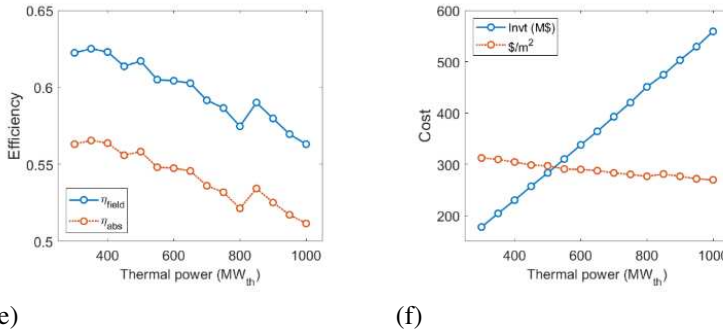 0.65
0.6
0.55
0.5
Efficiency
η_field
η_abs
400 600 800 1000
Thermal power (MW_th)
e)
600
500
400
300
200
Cost
Invt (M$)
$/m²
400 600 800 1000
Thermal power (MW_th)
(f)